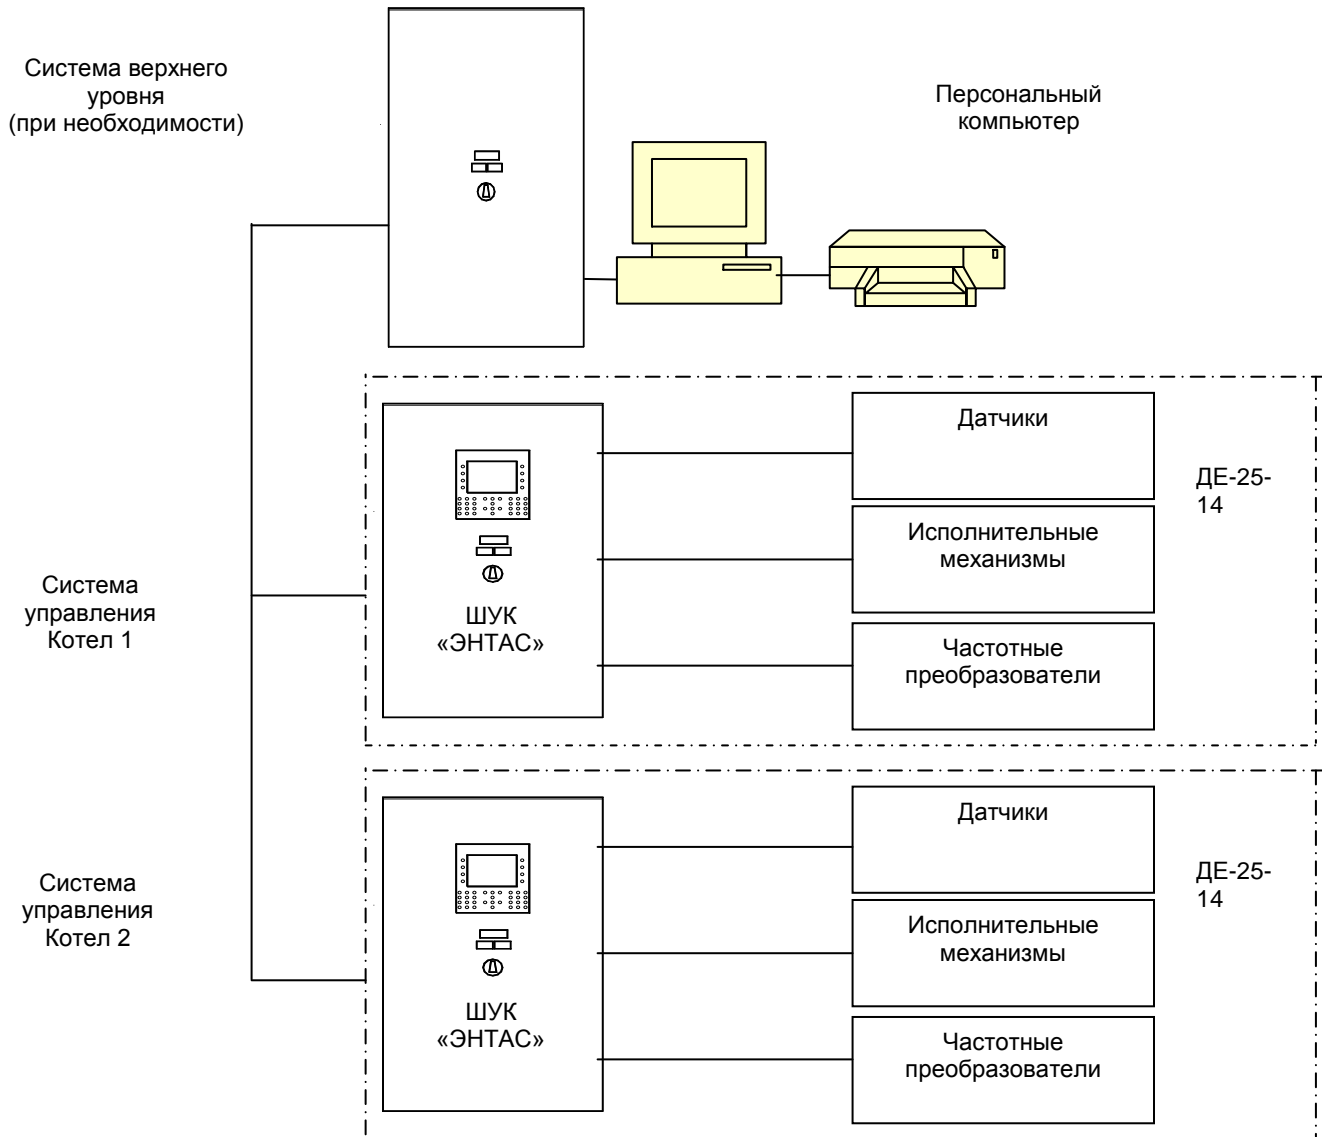 Система верхнего
уровня
(при необходимости)
Персональный
компьютер
Датчики
ДЕ-25-
14
Исполнительные
механизмы
Система
управления
Котел 1
ШУК
«ЭНТАС»
Частотные
преобразователи
Датчики
ДЕ-25-
14
Система
управления
Котел 2
Исполнительные
механизмы
ШУК
«ЭНТАС»
Частотные
преобразователи